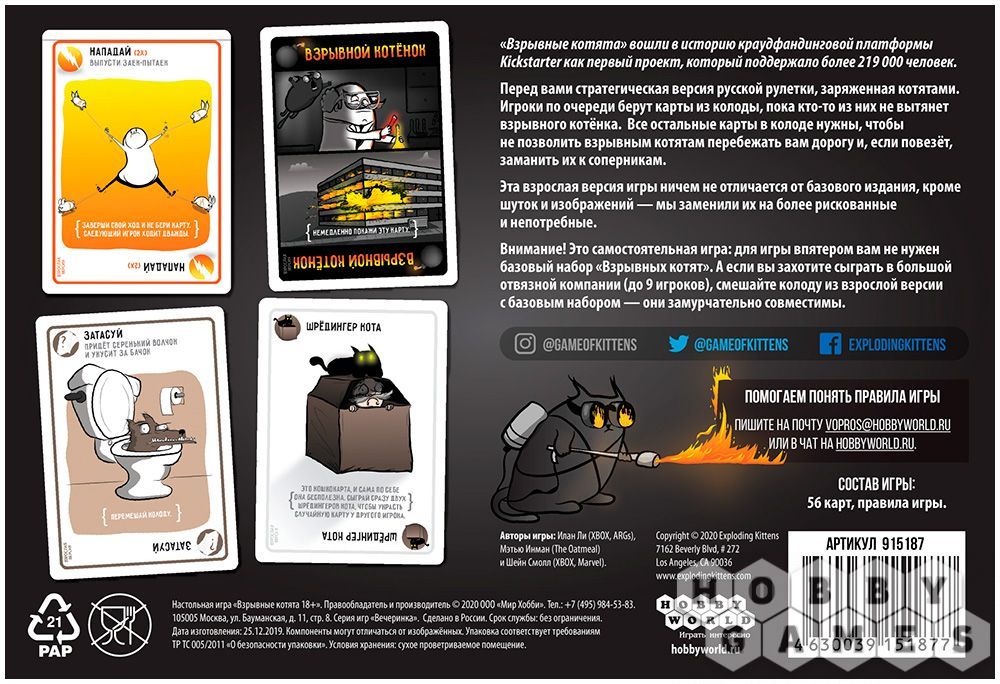 НАПАДАЙ (2X)
ВЫПУСТИ ЗАЕК-ПЫТАЕК
ЗАВЕРШИ СВОЙ ХОД И НЕ БЕРИ КАРТУ.
СЛЕДУЮЩИЙ ИГРОК ХОДИТ ДВАЖДЫ.
НАПАДАЙ (2X)
ВЗРЫВНОЙ КОТЁНОК
НЕМЕДЛЕННО ПОКАЖИ ЭТУ КАРТУ.
ВЗРЫВНОЙ КОТЁНОК
ЗАТАСУЙ
ПРИДЁТ СЕРЕНЬКИЙ ВОЛЧОК
И УКУСИТ ЗА БАЧОК
ПЕРЕМЕШАЙ КОЛОДУ.
ЗАТАСУЙ
ШРЁДИНГЕР КОТА
ЭТО КОШКОКАРТА, И САМА ПО СЕБЕ
ОНА БЕСПОЛЕЗНА. СЫГРАЙ СРАЗУ ДВУХ
ШРЁДИНГЕРОВ КОТА, ЧТОБЫ УКРАСТЬ
СЛУЧАЙНУЮ КАРТУ У ДРУГОГО ИГРОКА.
ШРЁДИНГЕР КОТА
«Взрывные котята» вошли в историю краудфандинговой платформы
Kickstarter как первый проект, который поддержало более 219 000 человек.
Перед вами стратегическая версия русской рулетки, заряженная котятами.
Игроки по очереди берут карты из колоды, пока кто-то из них не вытянет
взрывного котёнка. Все остальные карты в колоде нужны, чтобы
не позволить взрывным котятам перебежать вам дорогу и, если повезёт,
заманить их к соперникам.
Эта взрослая версия игры ничем не отличается от базового издания, кроме
шуток и изображений — мы заменили их на более рискованные
и непотребные.
Внимание! Это самостоятельная игра: для игры впятером вам не нужен
базовый набор «Взрывных котят». А если вы захотите сыграть в большой
отвязной компании (до 9 игроков), смешайте колоду из взрослой версии
с базовым набором — они замурчательно совместимы.
@GAMEOFKITTENS @GAMEOFKITTENS EXPLODINGKITTENS
ПОМОГАЕМ ПОНЯТЬ ПРАВИЛА ИГРЫ
ПИШИТЕ НА ПОЧТУ VOPROS@HOBBYWORLD.RU
ИЛИ В ЧАТ НА HOBBYWORLD.RU.
СОСТАВ ИГРЫ:
56 карт, правила игры.
Авторы игры: Илан Ли (XBOX, ARGs),
Мэтью Инман (The Oatmeal)
и Шейн Смолл (XBOX, Marvel).
Copyright © 2020 Exploding Kittens
7162 Beverly Blvd, # 272
Los Angeles, CA 90036
www.explodingkittens.com
АРТИКУЛ 915187
4 630039 151877
21
PAP
Настольная игра «Взрывные котята 18+». Правообладатель и производитель © 2020 ООО «Мир Хобби». Тел.: +7 (495) 984-53-83.
105005 Москва, ул. Бауманская, д. 11, стр. 8. Серия игр «Вечеринка». Сделано в России. Срок службы: без ограничения.
Дата изготовления: 25.12.2019. Компоненты могут отличаться от изображённых. Упаковка соответствует требованиям
ТР ТС 005/2011 «О безопасности упаковки». Условия хранения: сухое проветриваемое помещение.
HOBBY
WORLD
Играть интересно
hobbyworld.ru
HOBBY
GAMES